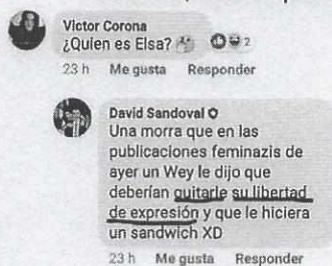 Victor Corona
¿Quien es Elsa?
2
23 h Me gusta Responder
David Sandoval
Una morra que en las
publicaciones feminazis de
ayer un Wey le dijo que
deberían quitarle su libertad
de expresión y que le hiciera
un sandwich XD
23 h Me gusta Responder